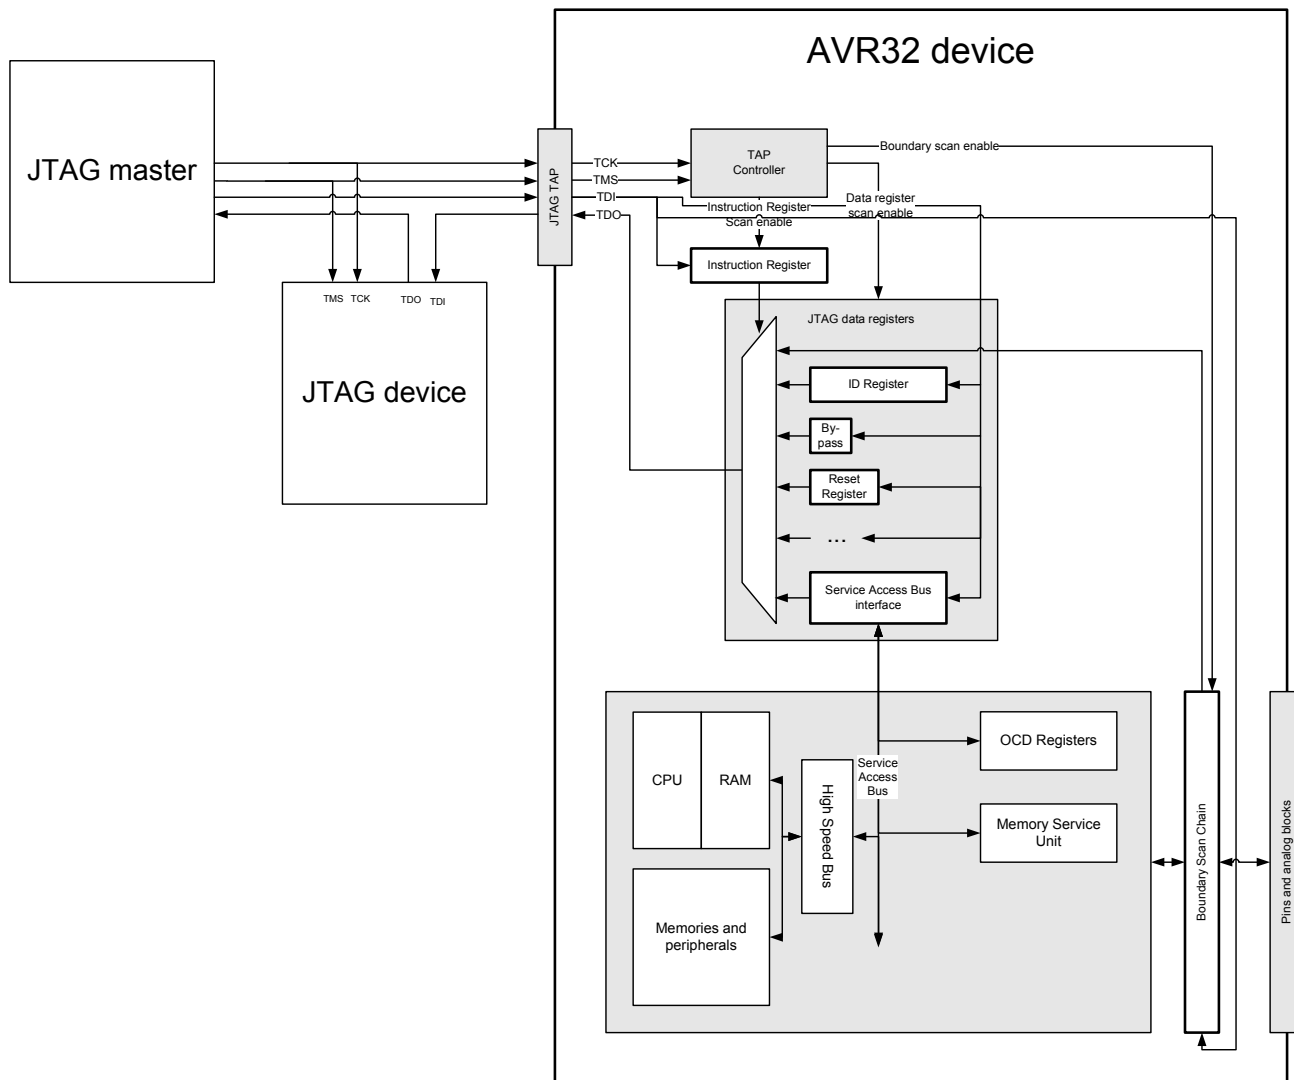 AVR32 device
JTAG master
JTAG TAP
TCK
TMS
TDI
TDO
TAP
Controller
Boundary scan enable
Instruction Register
Scan enable
Data register
scan enable
Instruction Register
TMS
TCK
TDO
TDI
JTAG device
JTAG data registers
ID Register
By-
pass
Reset
Register
...
Service Access Bus
interface
CPU
RAM
Memories and
peripherals
High Speed Bus
Service
Access
Bus
OCD Registers
Memory Service
Unit
Boundary Scan Chain
Pins and analog blocks